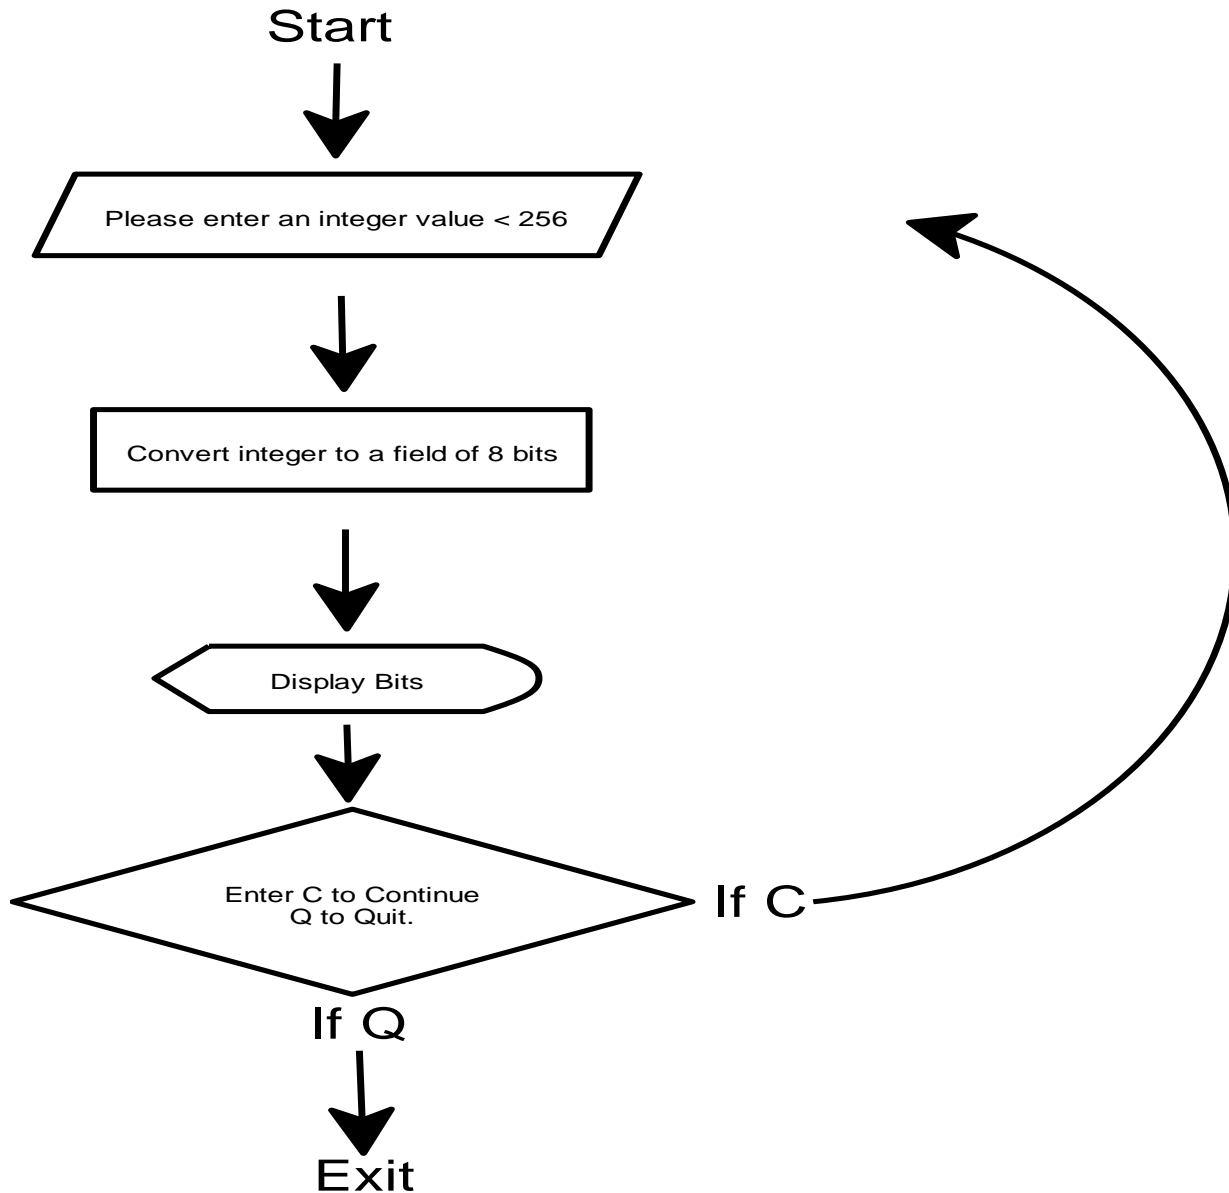 Start
Please enter an integer value < 256
Convert integer to a field of 8 bits
Display Bits
Enter C to Continue
Q to Quit.
If C
If Q
Exit